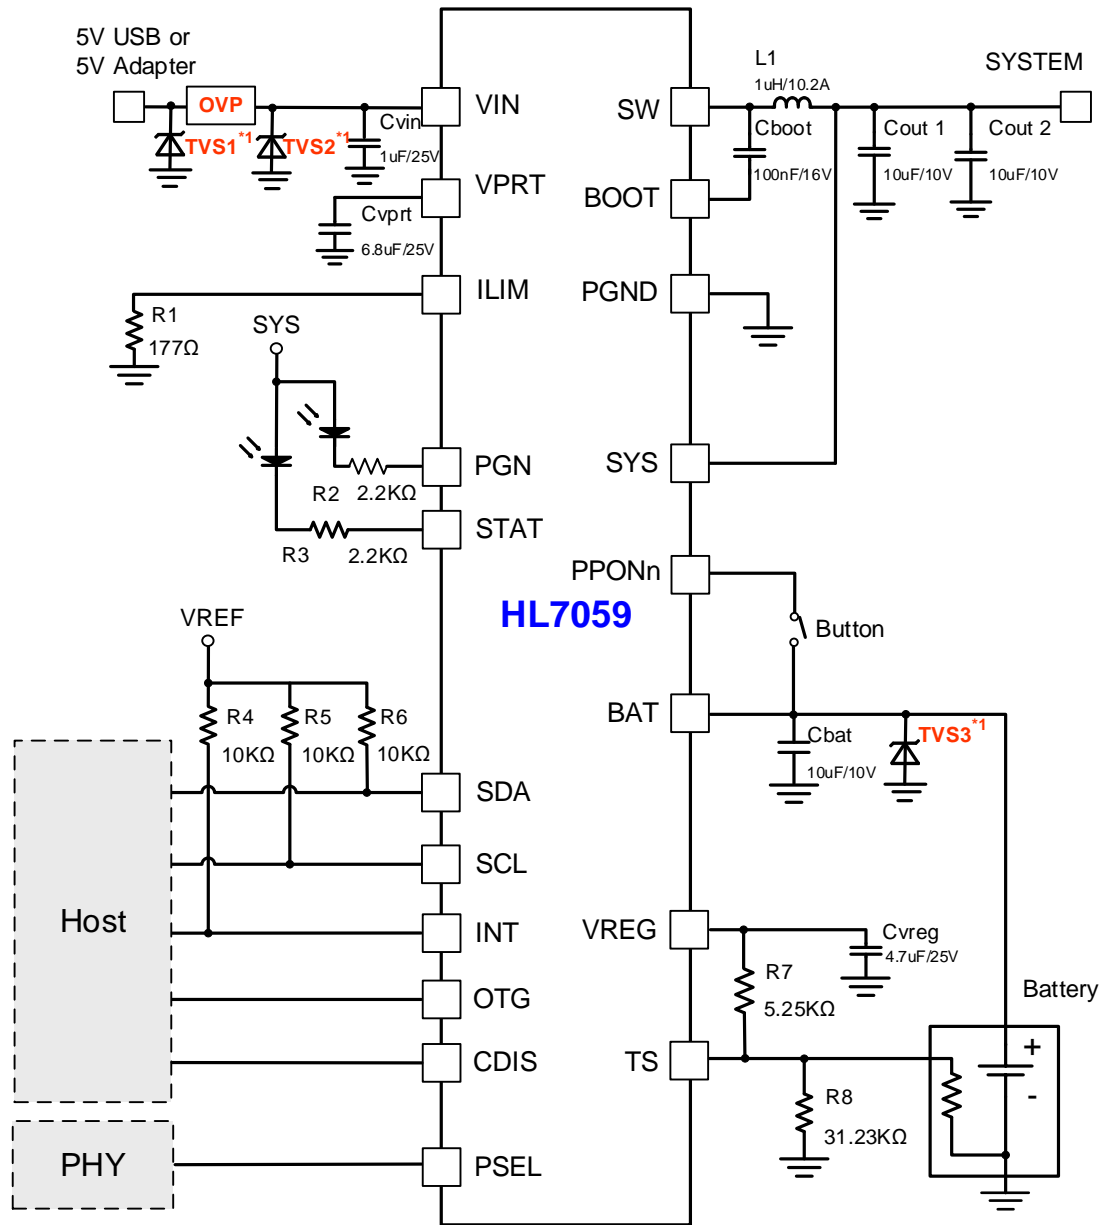 5V USB or
5V Adapter
OVP
TVS1*1
TVS2*1
Cvin
1uF/25V
VIN
VPRT
Cvprt
6.8uF/25V
ILIM
R1
177Ω
SYS
PGN
R2
2.2KΩ
STAT
R3
2.2KΩ
VREF
R4
10KΩ
R5
10KΩ
R6
10KΩ
Host
SDA
SCL
INT
OTG
CDIS
PHY
PSEL
HL7059
SW
L1
1uH/10.2A
SYSTEM
Cboot
100nF/16V
Cout 1
10uF/10V
Cout 2
10uF/10V
BOOT
PGND
SYS
PPONn
Button
BAT
Cbat
10uF/10V
TVS3*1
VREG
Cvreg
4.7uF/25V
R7
5.25KΩ
TS
R8
31.23KΩ
Battery
+
-